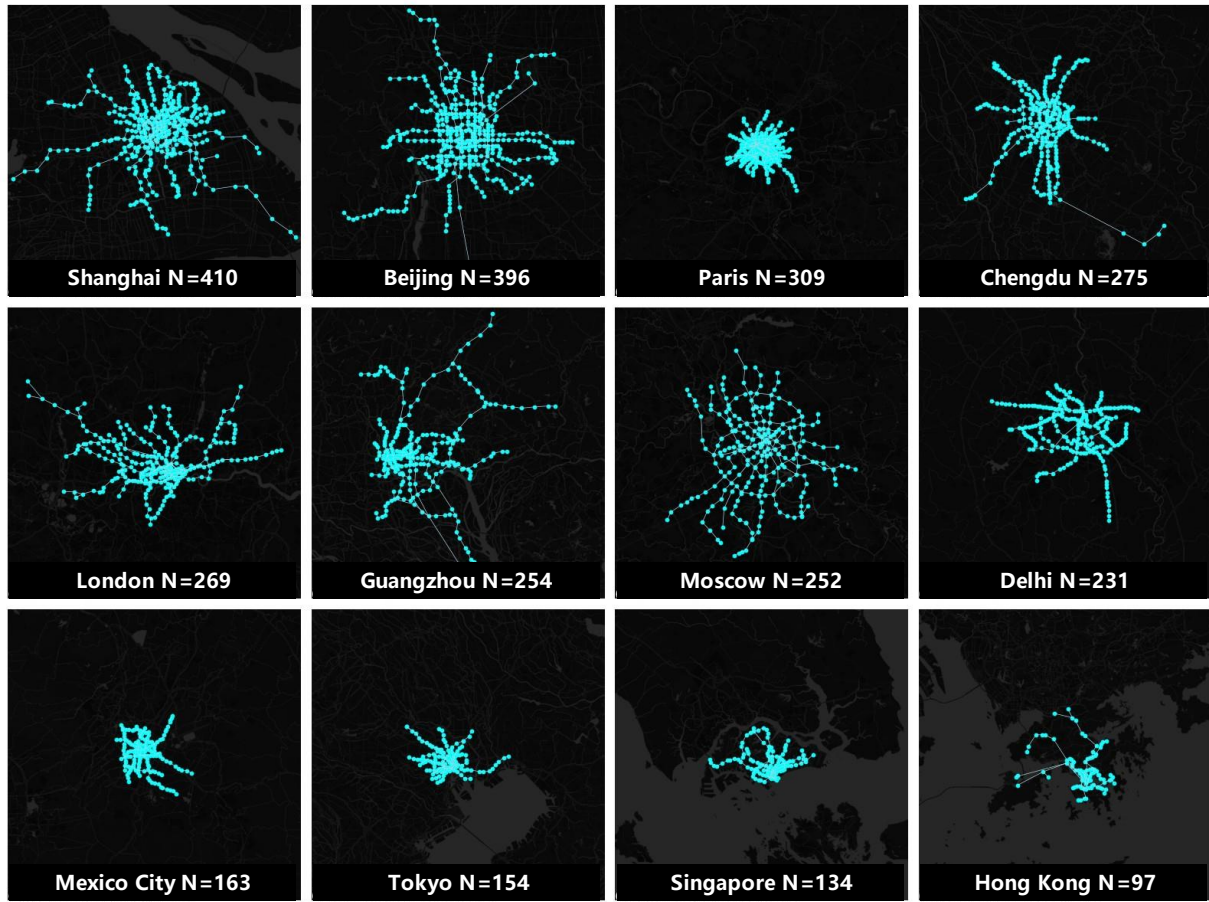 Shanghai N=410
Beijing N=396
Paris N=309
Chengdu N=275
London N=269
Guangzhou N=254
Moscow N=252
Delhi N=231
Mexico City N=163
Tokyo N=154
Singapore N=134
Hong Kong N=97